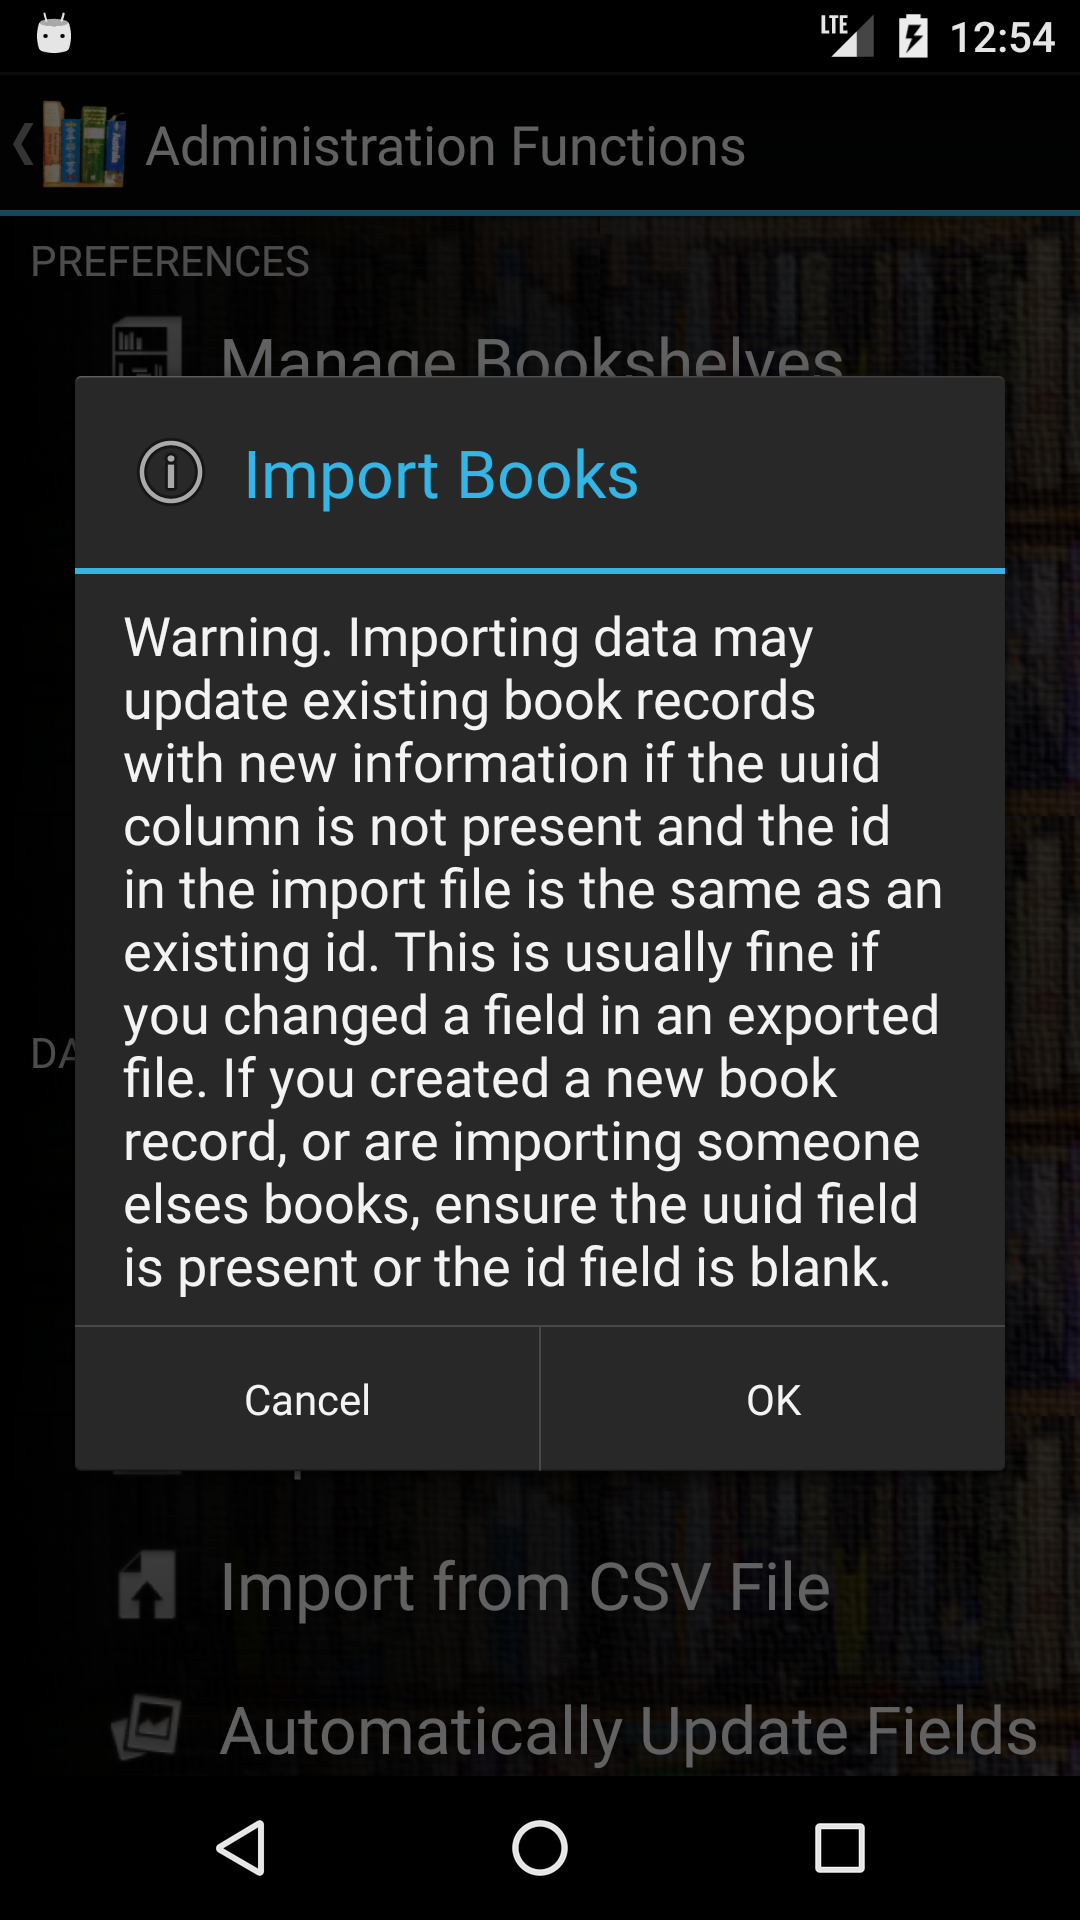 LTE 12:54
Administration Functions
PREFERENCES
Manage Bookshelves
Import Books
Warning. Importing data may
update existing book records
with new information if the uuid
column is not present and the id
in the import file is the same as an
existing id. This is usually fine if
you changed a field in an exported
file. If you created a new book
record, or are importing someone
elses books, ensure the uuid field
is present or the id field is blank.
Cancel OK
Import from CSV File
Automatically Update Fields